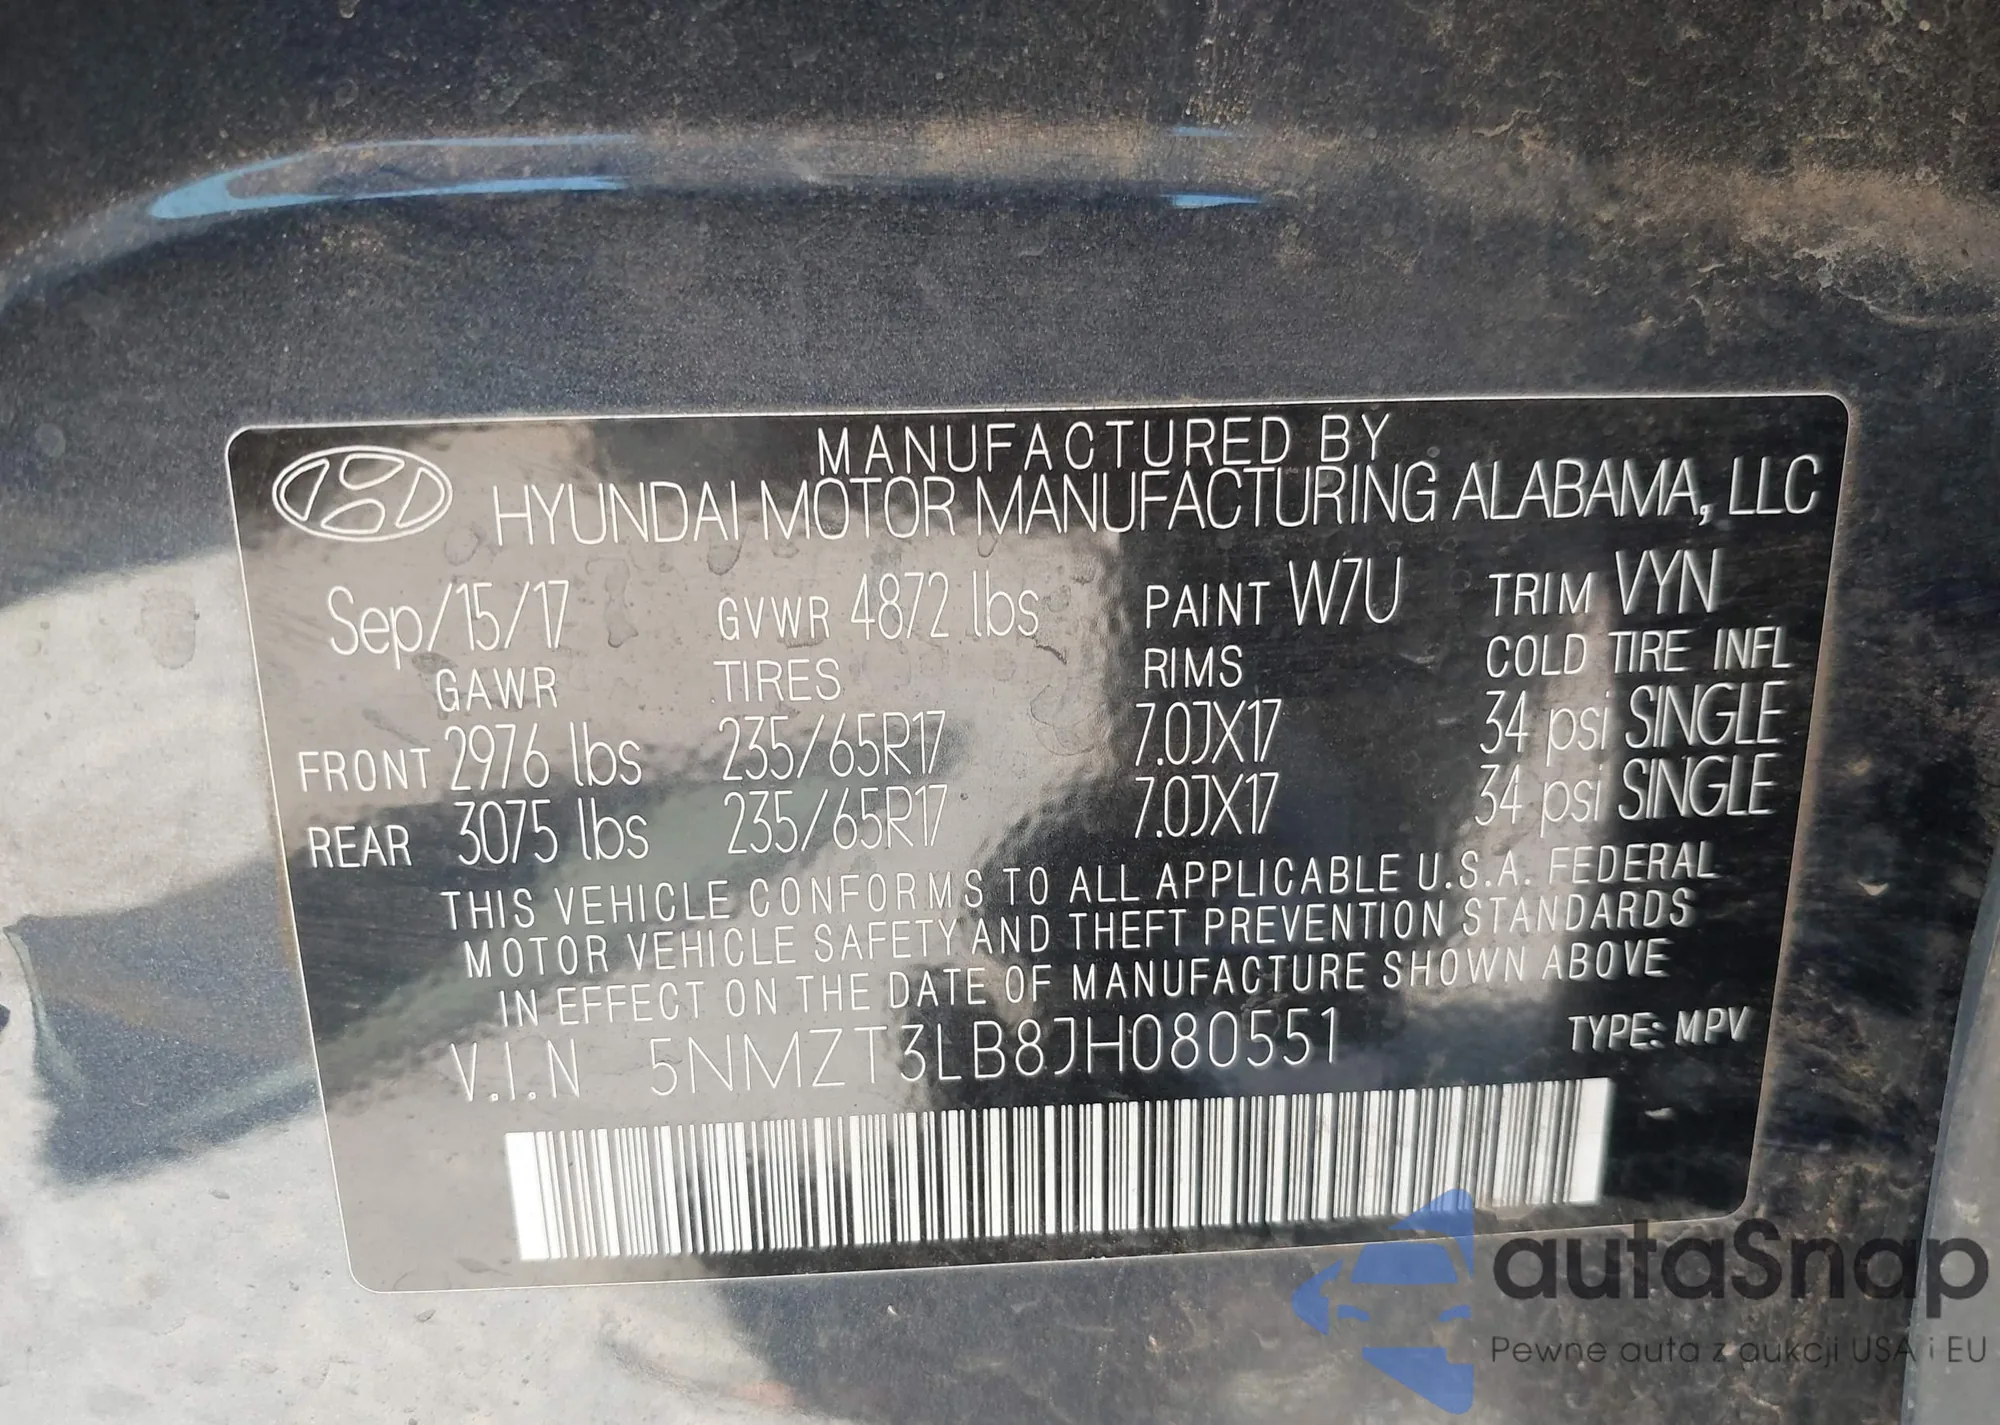 MANUFACTURED BY
HYUNDAI MOTOR MANUFACTURING ALABAMA, LLC
Sep/15/17 GVWR 4872 lbs PAINT W7U TRIM VYN
GAWR TIRES RIMS COLD TIRE INFL
FRONT 2976 lbs 235/65R17 7.0JX17 34 psi SINGLE
REAR 3075 lbs 235/65R17 7.0JX17 34 psi SINGLE
THIS VEHICLE CONFORMS TO ALL APPLICABLE U.S.A. FEDERAL
MOTOR VEHICLE SAFETY AND THEFT PREVENTION STANDARDS
IN EFFECT ON THE DATE OF MANUFACTURE SHOWN ABOVE
V.I.N 5NMZT3LB8JH080551 TYPE: MPV
autaSnap
Pewne auta z aukcji USA i EU